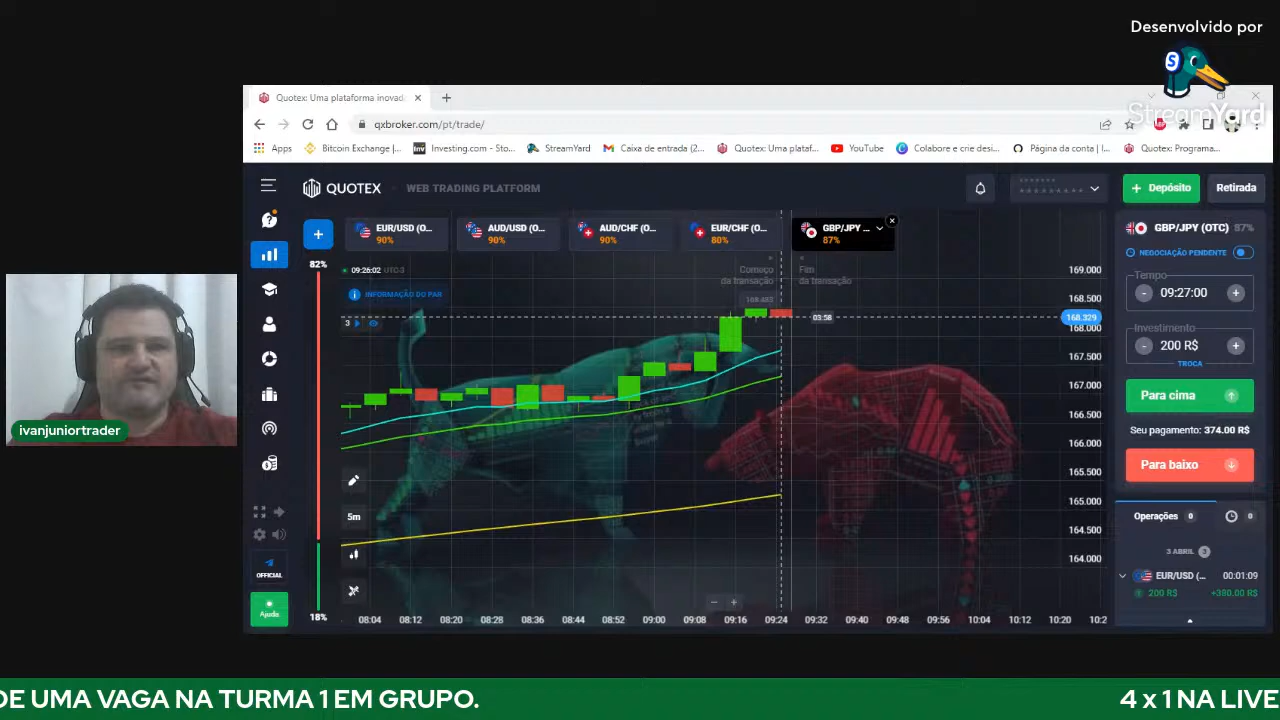 Desenvolvido por
StreamYard
Quotex: Uma plataforma inovad
qxbroker.com/pt/trade/
Apps
Bitcoin Exchange |...
Investing.com - Sto...
StreamYard
Caixa de entrada (2...
Quotex: Uma plataf...
YouTube
Colabore e crie desi...
Página da conta | I...
Quotex: Programa...
QUOTEX
WEB TRADING PLATFORM
Depósito
Retirada
EUR/USD (O...
90%
AUD/USD (O...
90%
AUD/CHF (O...
90%
EUR/CHF (O...
80%
GBP/JPY ...
87%
GBP/JPY (OTC) 87%
NEGOCIAÇÃO PENDENTE
Tempo
09:27:00
Investimento
200 R$
TROCA
Para cima
Seu pagamento: 374.00 R$
Para baixo
Operações 0
0
3 ABRIL 3
EUR/USD (... 00:01:09
200 R$ +380.00 R$
82%
18%
09:26:02 UTC-3
INFORMAÇÃO DO PAR
3
Começo
da transação
Fim
da transação
168.483
03:58
169.000
168.500
168.329
168.000
167.500
167.000
166.500
166.000
165.500
165.000
164.500
164.000
5m
OFFICIAL
Ajuda
08:04 08:12 08:20 08:28 08:36 08:44 08:52 09:00 09:08 09:16 09:24 09:32 09:40 09:48 09:56 10:04 10:12 10:20 10:2
ivanjuniortrader
DE UMA VAGA NA TURMA 1 EM GRUPO.
4 x 1 NA LIVE